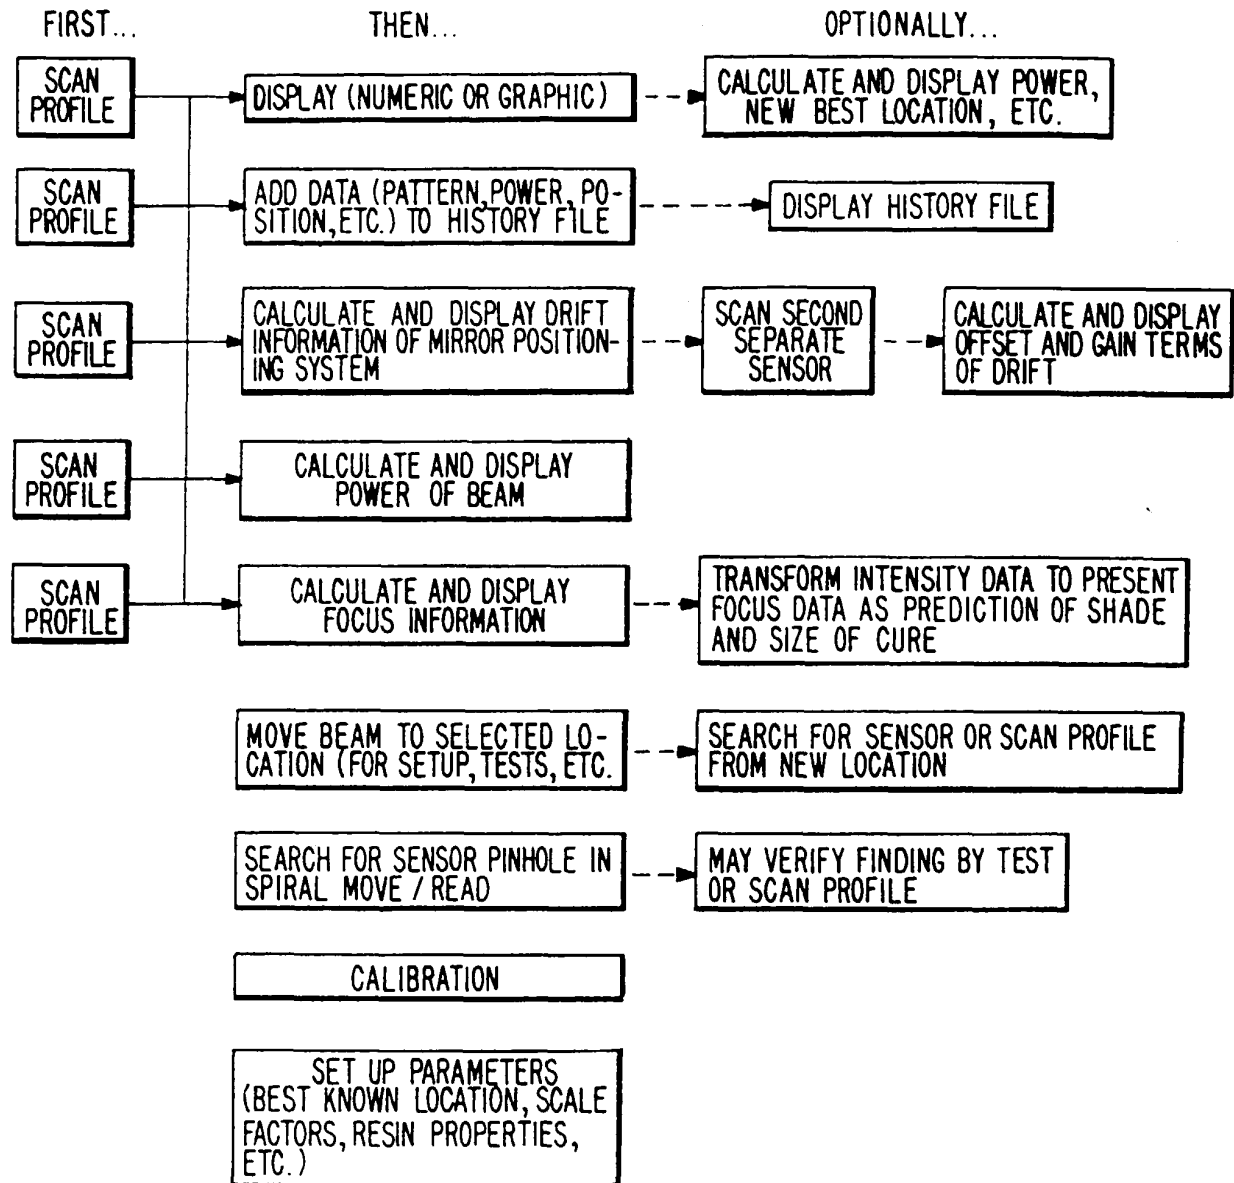 FIRST...
THEN...
OPTIONALLY...
SCAN
PROFILE
DISPLAY (NUMERIC OR GRAPHIC)
CALCULATE AND DISPLAY POWER,
NEW BEST LOCATION, ETC.
SCAN
PROFILE
ADD DATA (PATTERN, POWER, PO-
SITION, ETC.) TO HISTORY FILE
DISPLAY HISTORY FILE
SCAN
PROFILE
CALCULATE AND DISPLAY DRIFT
INFORMATION OF MIRROR POSITION-
ING SYSTEM
SCAN SECOND
SEPARATE
SENSOR
CALCULATE AND DISPLAY
OFFSET AND GAIN TERMS
OF DRIFT
SCAN
PROFILE
CALCULATE AND DISPLAY
POWER OF BEAM
SCAN
PROFILE
CALCULATE AND DISPLAY
FOCUS INFORMATION
TRANSFORM INTENSITY DATA TO PRESENT
FOCUS DATA AS PREDICTION OF SHADE
AND SIZE OF CURE
MOVE BEAM TO SELECTED LO-
CATION (FOR SETUP, TESTS, ETC.
SEARCH FOR SENSOR OR SCAN PROFILE
FROM NEW LOCATION
SEARCH FOR SENSOR PINHOLE IN
SPIRAL MOVE / READ
MAY VERIFY FINDING BY TEST
OR SCAN PROFILE
CALIBRATION
SET UP PARAMETERS
(BEST KNOWN LOCATION, SCALE
FACTORS, RESIN PROPERTIES,
ETC.)